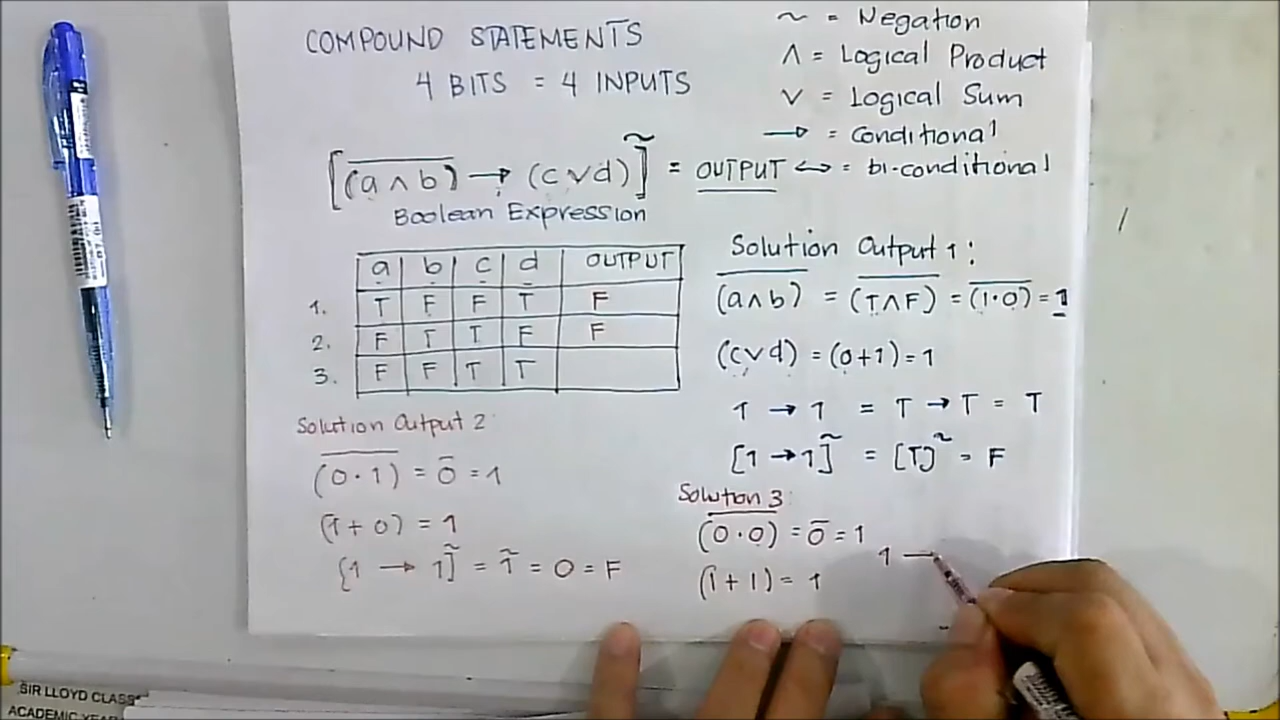 COMPOUND STATEMENTS
4 BITS = 4 INPUTS
~ = Negation
∧ = Logical Product
∨ = Logical Sum
→ = Conditional
↔ = bi-conditional
[(a̅ ̅∧̅ ̅b̅) → (c∨d)]~ = OUTPUT
Boolean Expression
a b c d OUTPUT
1. T F F T F
2. F T T F F
3. F F T T
Solution Output 1:
(a̅∧̅b̅) = (T̅∧̅F̅) = (1̅·̅0̅) = 1
(c∨d) = (0+1) = 1
1 → 1 = T → T = T
[1 → 1]~ = [T]~ = F
Solution Output 2:
(0̅ ̅·̅ ̅1̅) = 0̅ = 1
(1 + 0) = 1
[1 → 1]~ = 1̃ = 0 = F
Solution 3:
(0̅ ̅·̅ ̅0̅) = 0̅ = 1
(1 + 1) = 1
1 →
SIR LLOYD CLASS
ACADEMIC YEA